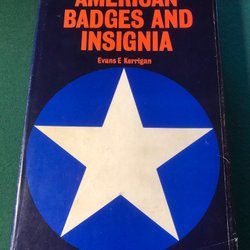 AMERICAN
BADGES AND
INSIGNIA
Evans E Kerrigan